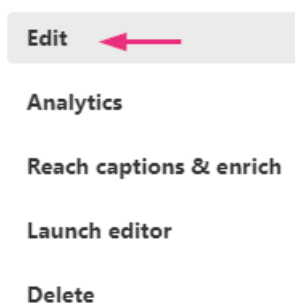 Edit
Analytics
Reach captions & enrich
Launch editor
Delete